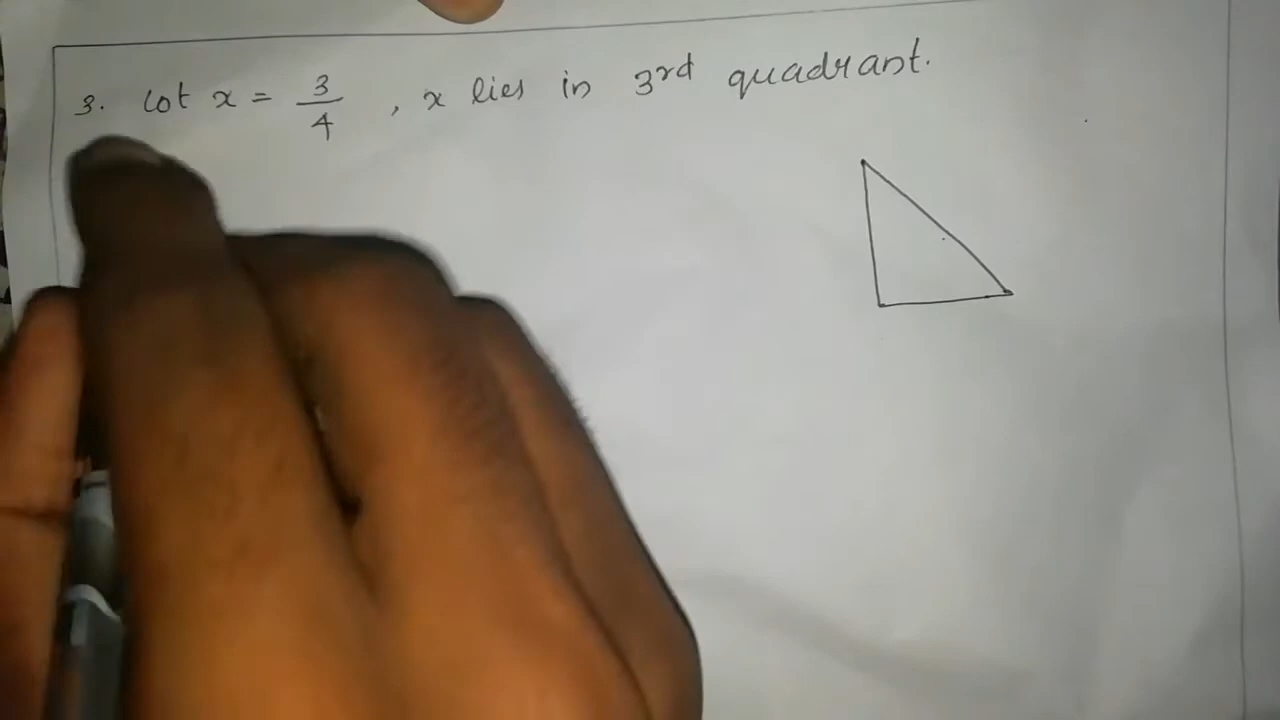 3. cot x = 3/4 , x lies in 3rd quadrant.